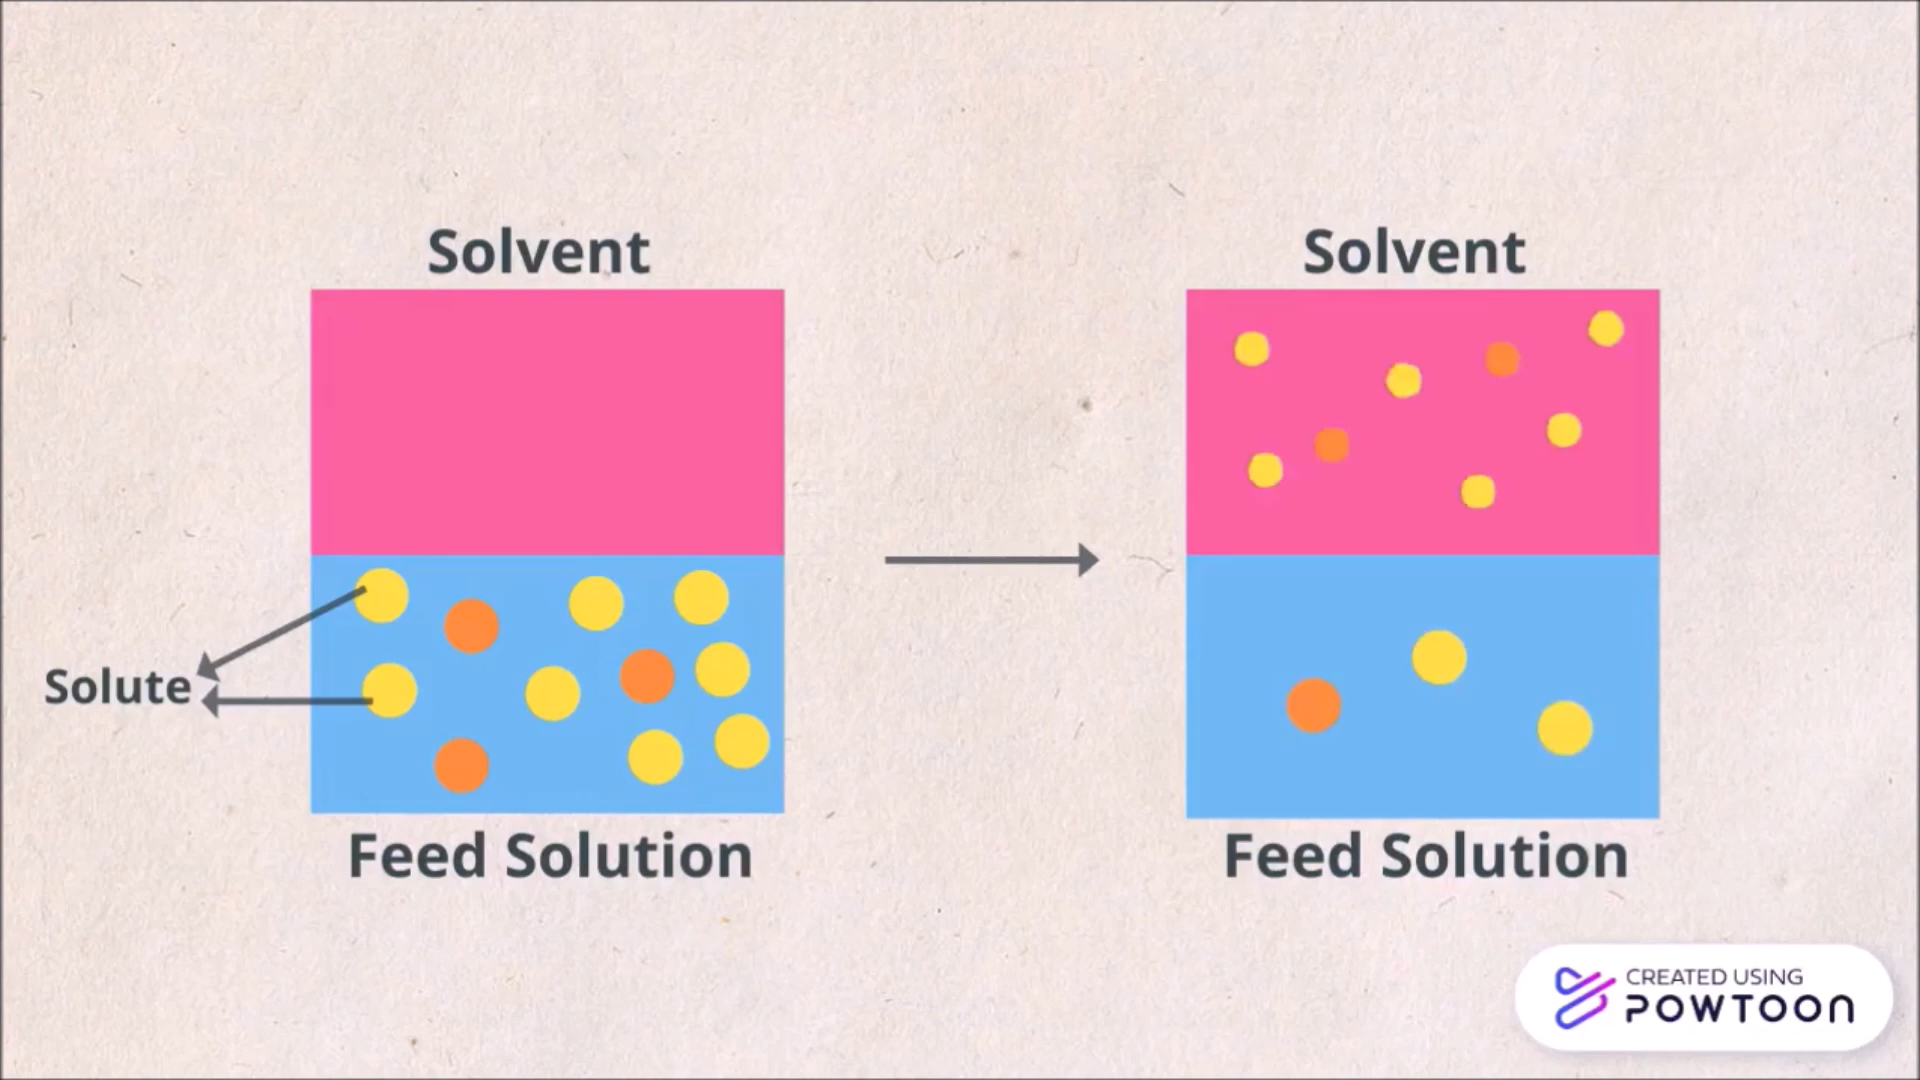 Solvent
Solvent
Solute
Feed Solution
Feed Solution
CREATED USING
POWTOON